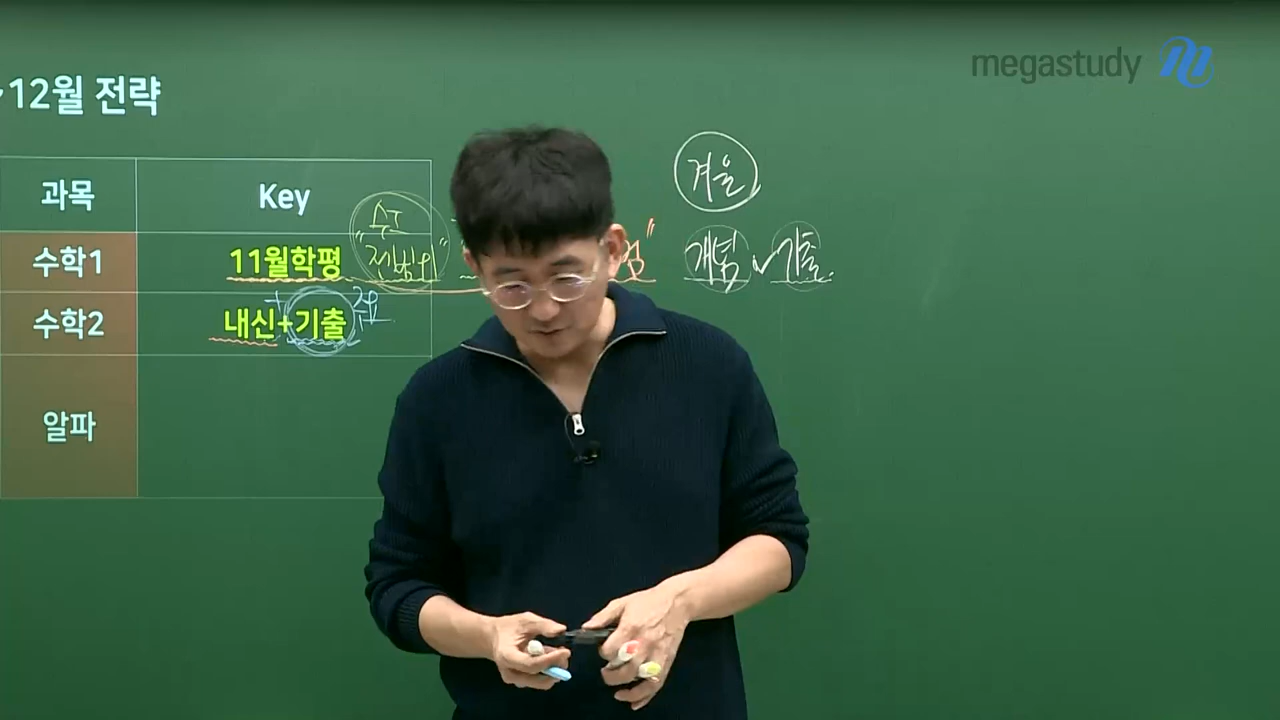 megastudy
12월 전략
과목 Key
수학1 11월학평
수학2 내신+기출
알파
수Ⅰ
"전범위"
겨울
개념 기출